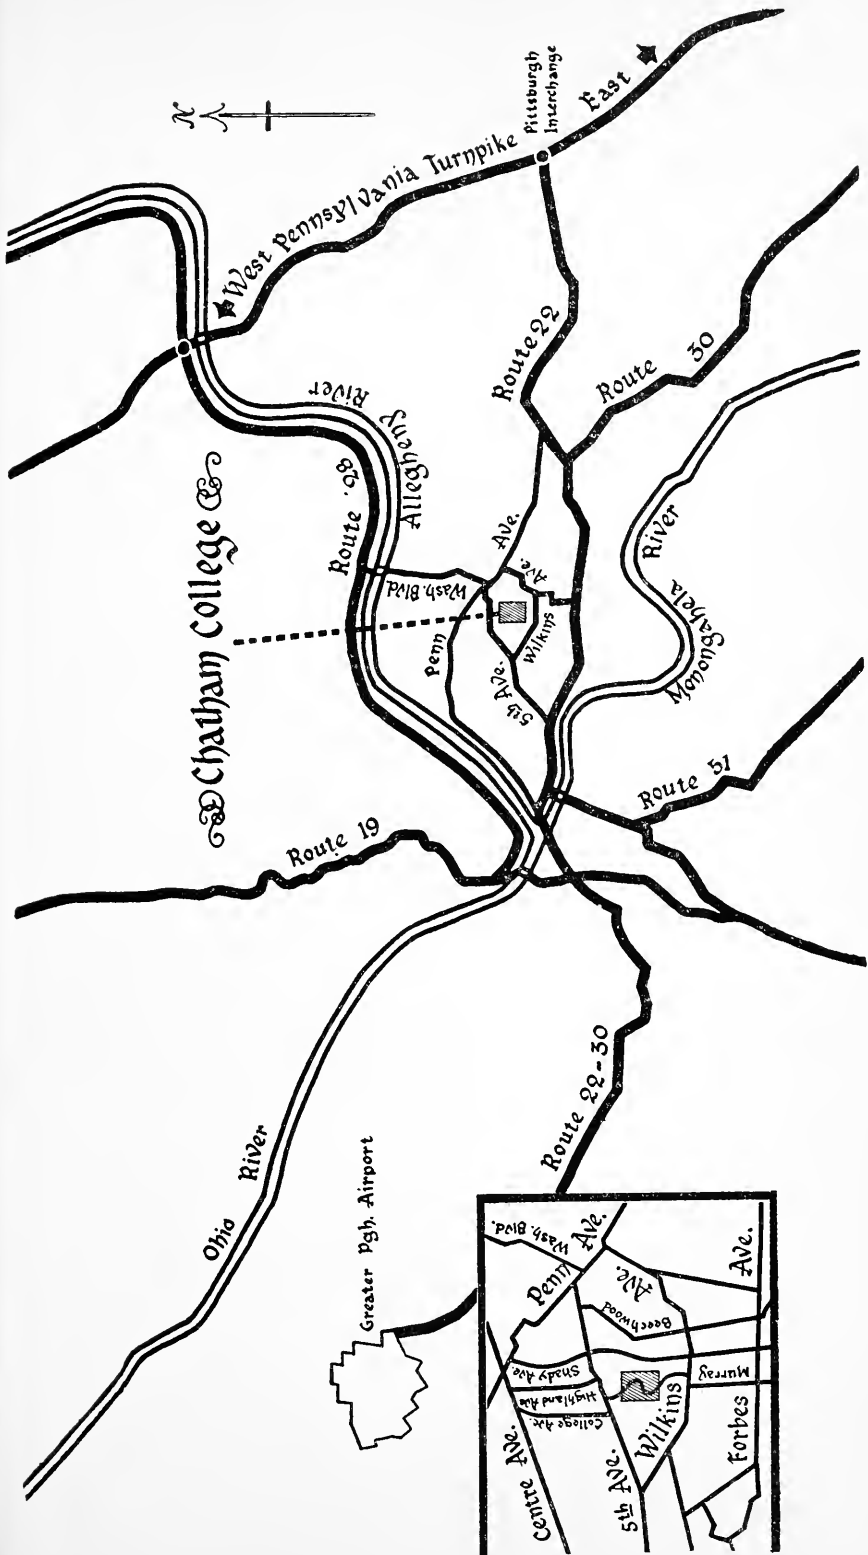 N
Pittsburgh
Interchange
East
West Pennsylvania Turnpike
Chatham College
Route 28
Allegheny
River
Route 22
Route 30
Wash. Blvd.
Penn
Ave.
5th Ave.
Wilkins
Ave.
Monongahela
River
Route 51
Route 19
Ohio
River
Route 22-30
Greater Pgh. Airport
Wash. Blvd.
Penn
Ave.
Centre Ave.
Shady Ave.
Highland Ave
College Ave.
Beechwood
5th Ave.
Wilkins
Ave.
Murray
Forbes
Ave.